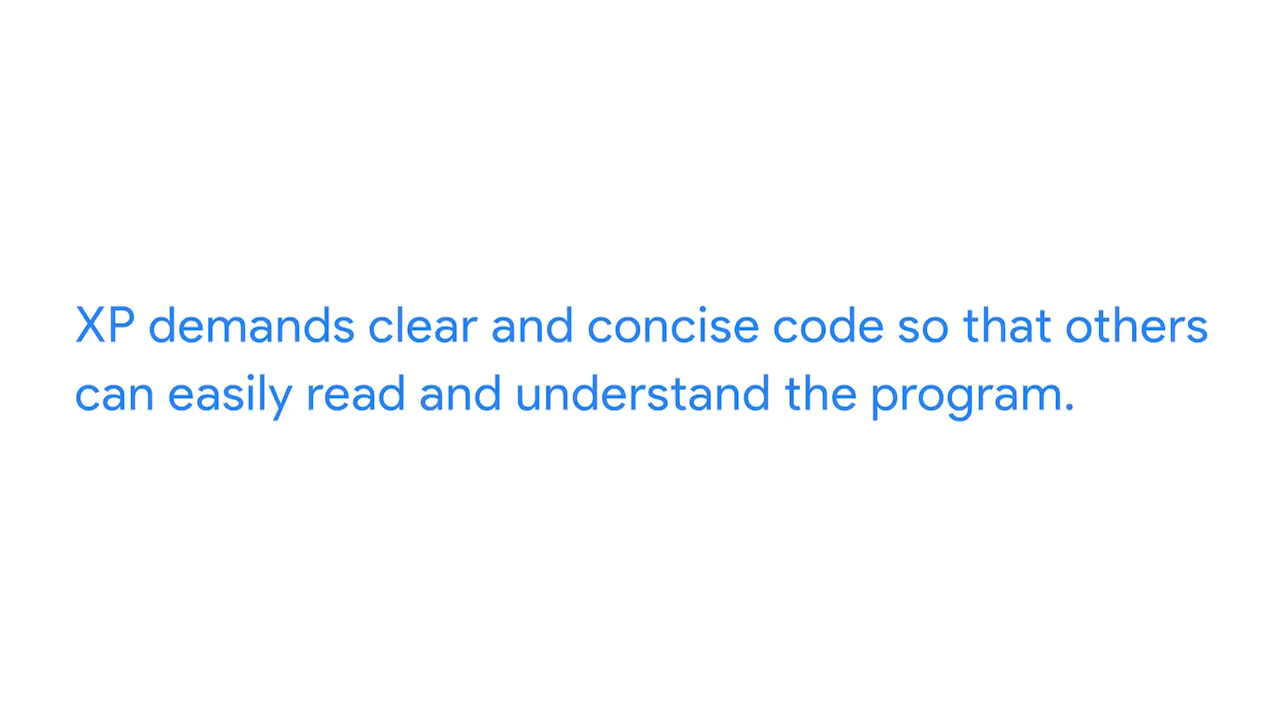 XP demands clear and concise code so that others
can easily read and understand the program.